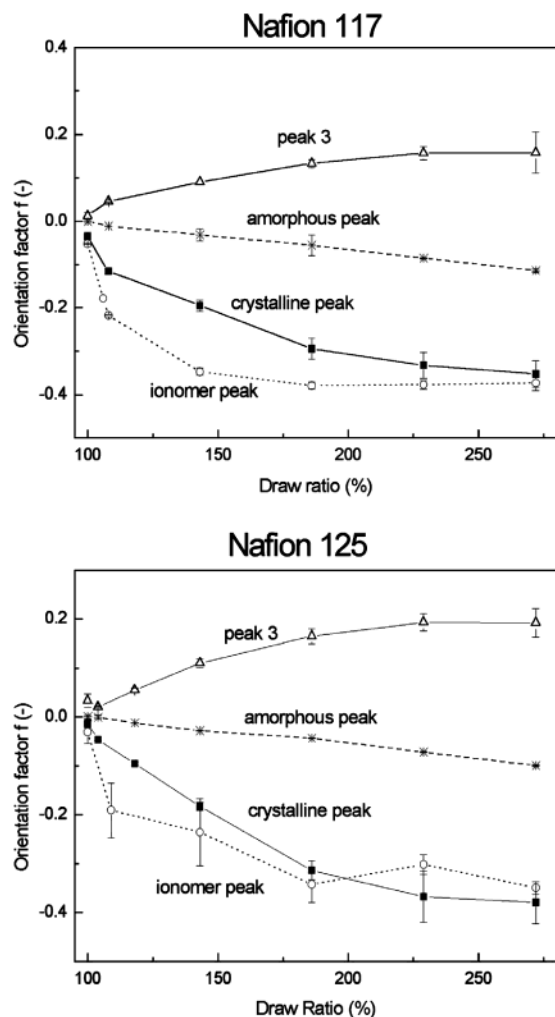 Nafion 117
Orientation factor f (-)
0.4
0.2
0.0
-0.2
-0.4
peak 3
amorphous peak
crystalline peak
ionomer peak
100
150
200
250
Draw ratio (%)
Nafion 125
Orientation factor f (-)
0.2
0.0
-0.2
-0.4
peak 3
amorphous peak
crystalline peak
ionomer peak
100
150
200
250
Draw Ratio (%)